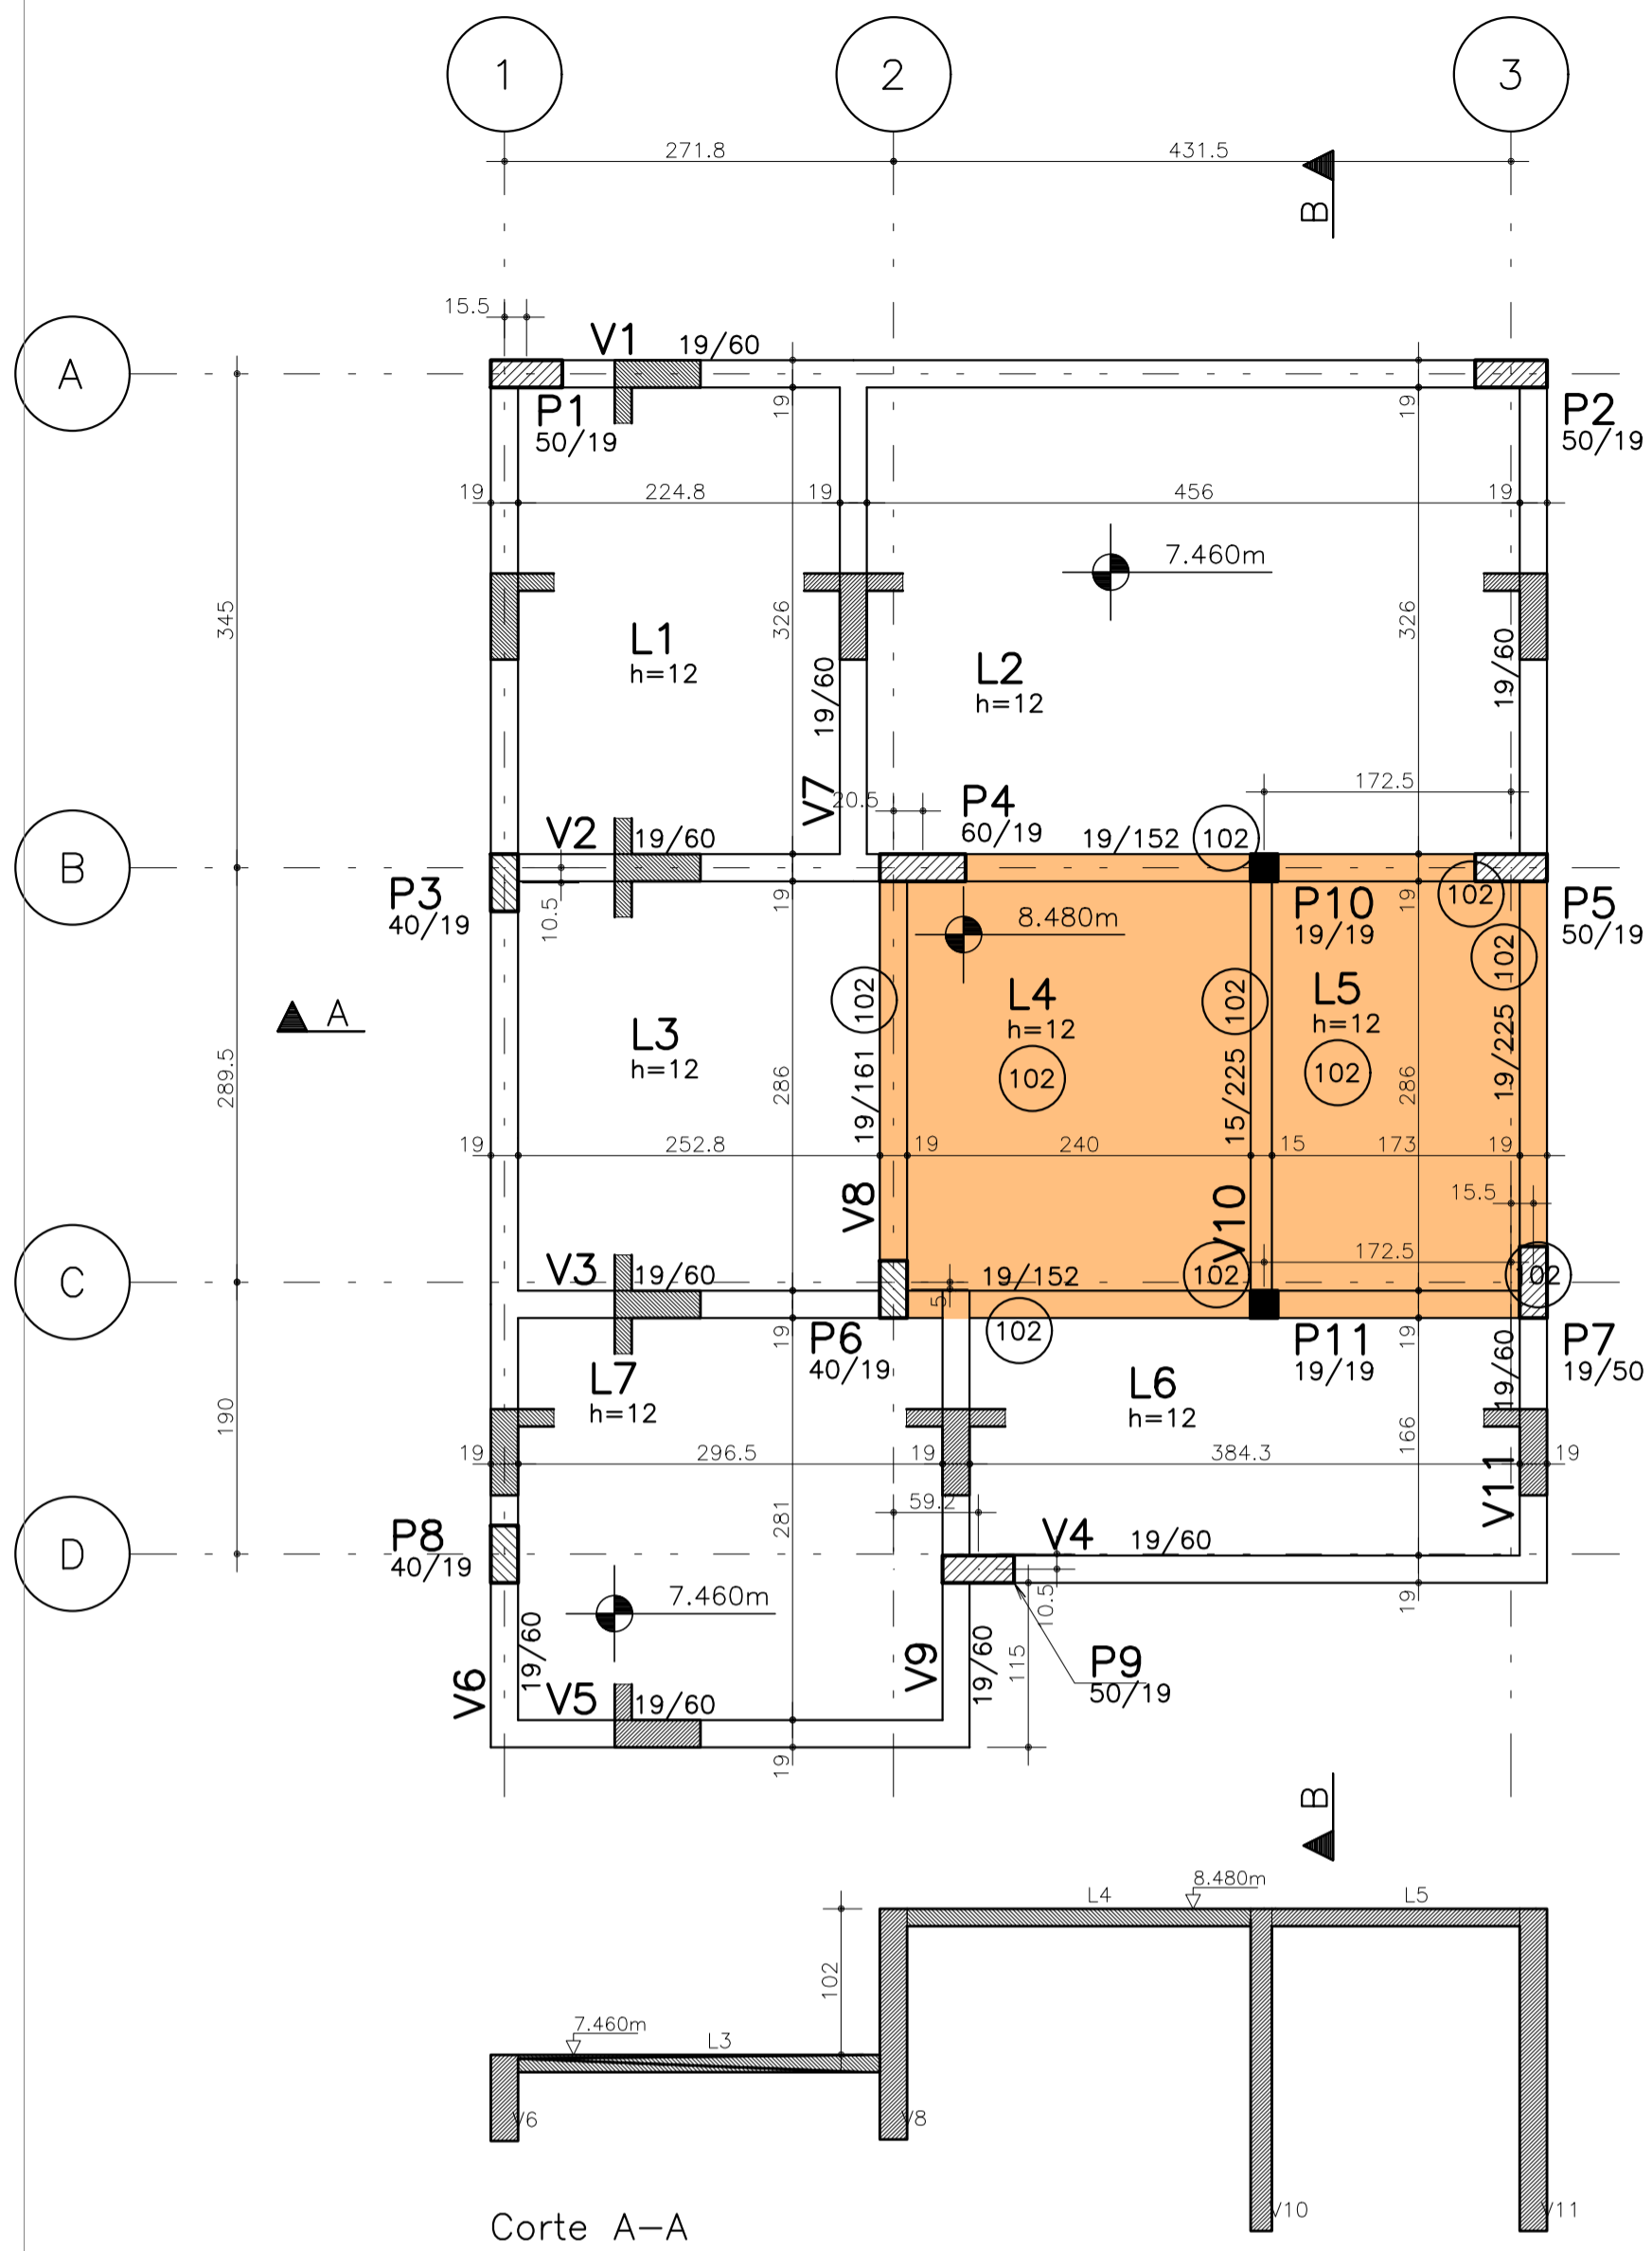 1
2
3
271.8
431.5
B
15.5
V1
19/60
A
P1
50/19
19
19
P2
50/19
19
224.8
19
456
19
7.460m
345
326
326
L1
h=12
L2
h=12
19/60
19/60
V7
172.5
20.5
P4
60/19
V2
19/60
19/152
102
B
P3
40/19
10.5
19
P10
19/19
19
102
P5
50/19
8.480m
102
102
102
L4
h=12
102
L5
h=12
102
A
L3
h=12
289.5
286
19/161
15/225
286
19/225
19
252.8
19
240
15
173
19
V8
V10
15.5
172.5
C
V3
19/60
19/152
102
102
5
102
P6
40/19
19
P11
19/19
19
19/60
P7
19/50
L7
h=12
L6
h=12
190
166
19
296.5
19
384.3
19
V11
59.2
281
D
P8
40/19
V4
19/60
10.5
19
7.460m
19/60
V6
V5
19/60
V9
19/60
115
P9
50/19
19
B
8.480m
L4
L5
102
7.460m
L3
V6
V8
V10
V11
Corte A-A